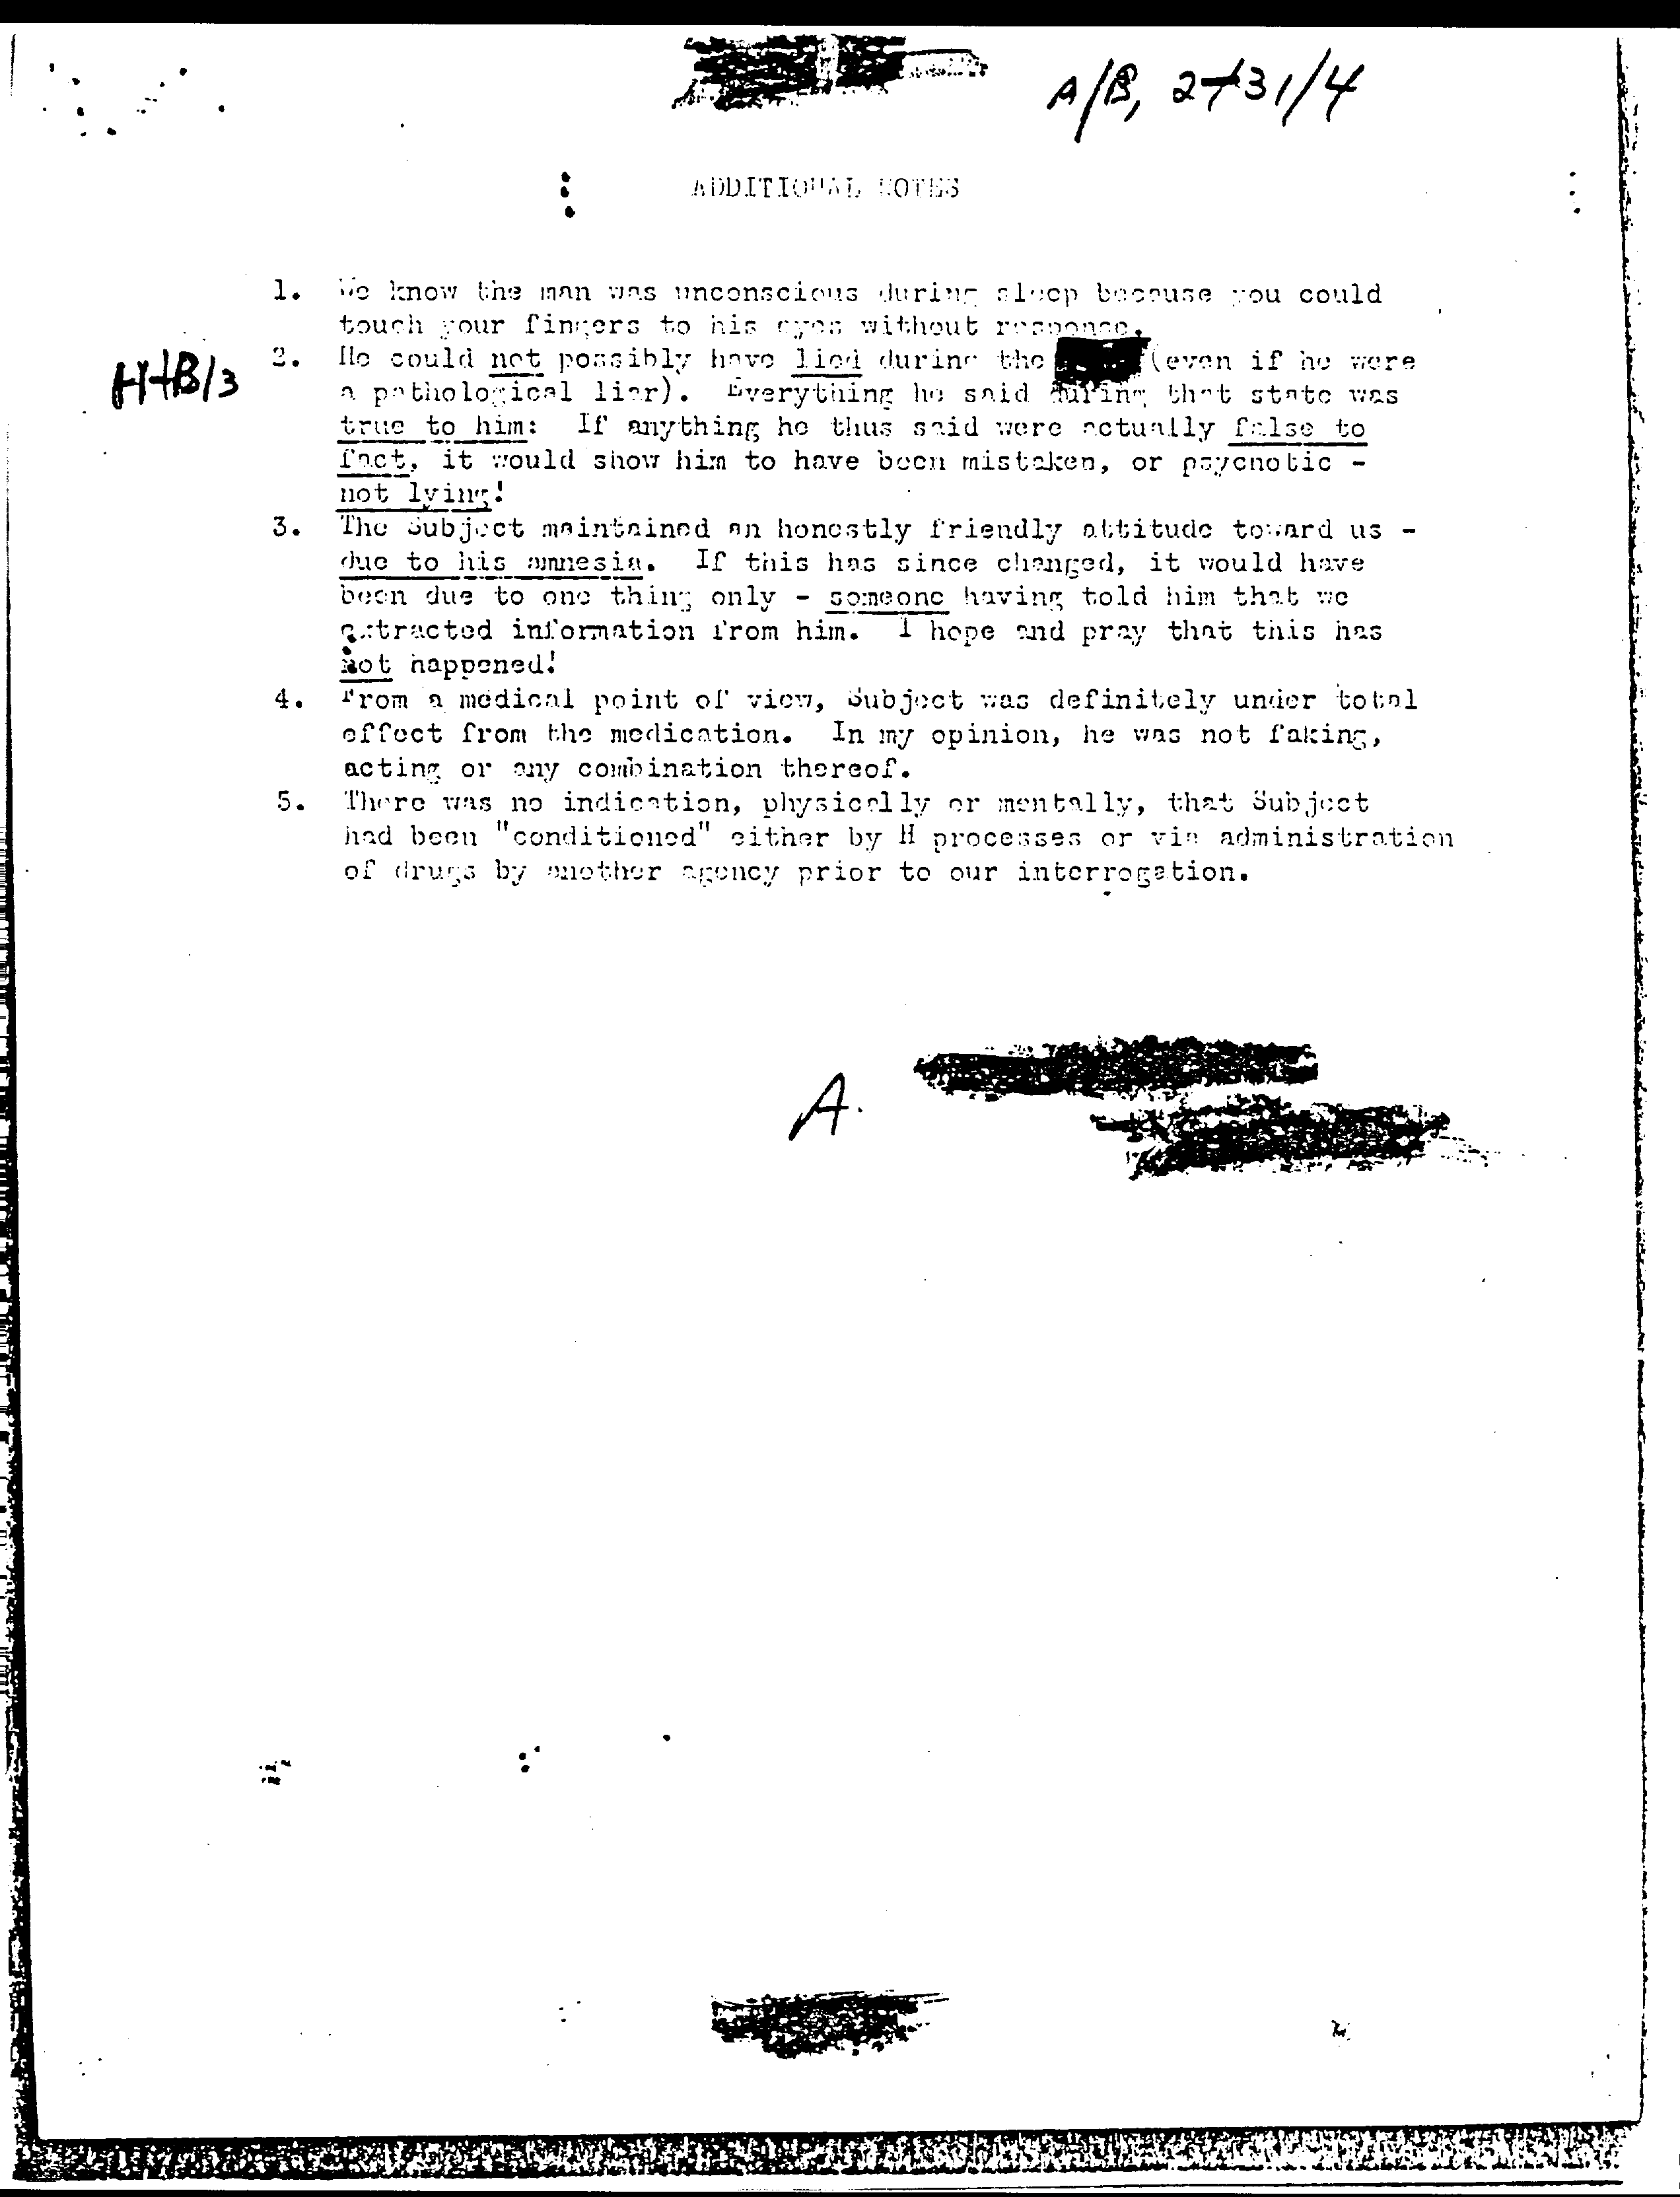 A/B, 2731/4
ADDITIONAL NOTES
1. We know the man was unconscious during sleep because you could
touch your fingers to his eyes without response.
H-B/3
2. He could not possibly have lied during the (even if he were
a pathological liar). Everything he said during that state was
true to him: If anything he thus said were actually false to
fact, it would show him to have been mistaken, or psychotic -
not lying!
3. The Subject maintained an honestly friendly attitude toward us -
due to his amnesia. If this has since changed, it would have
been due to one thing only - someone having told him that we
extracted information from him. I hope and pray that this has
not happened!
4. From a medical point of view, Subject was definitely under total
effect from the medication. In my opinion, he was not faking,
acting or any combination thereof.
5. There was no indication, physically or mentally, that Subject
had been "conditioned" either by H processes or via administration
of drugs by another agency prior to our interrogation.
A.